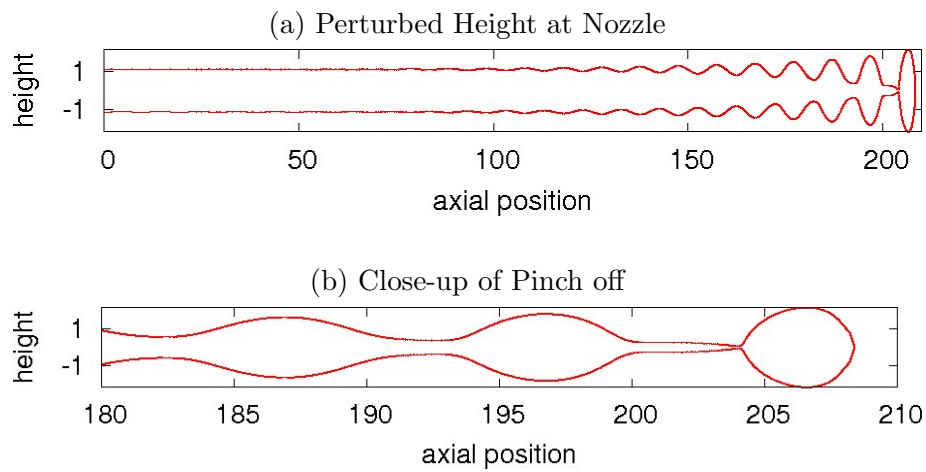 (a) Perturbed Height at Nozzle
height
1
-1
0 50 100 150 200
axial position
(b) Close-up of Pinch off
height
1
-1
180 185 190 195 200 205 210
axial position